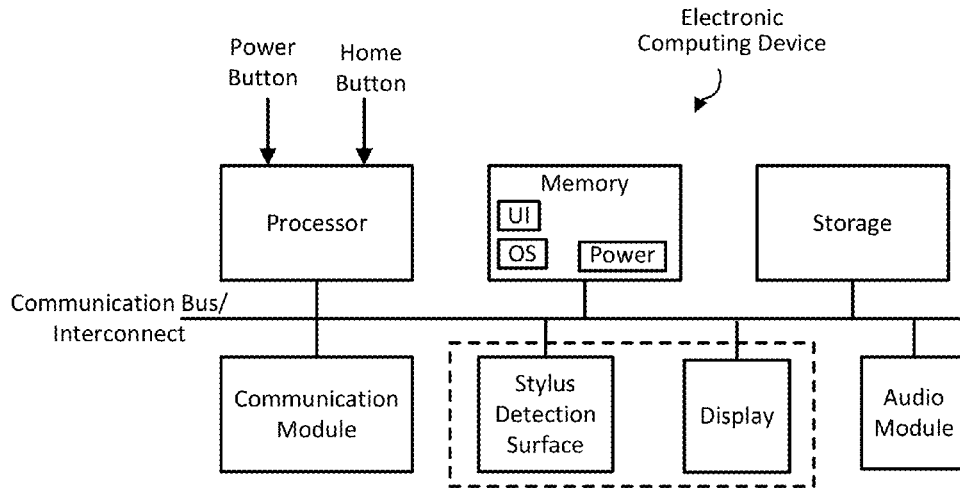 Electronic
Computing Device
Power
Button
Home
Button
Processor
Memory
UI
OS
Power
Storage
Communication Bus/
Interconnect
Communication
Module
Stylus
Detection
Surface
Display
Audio
Module